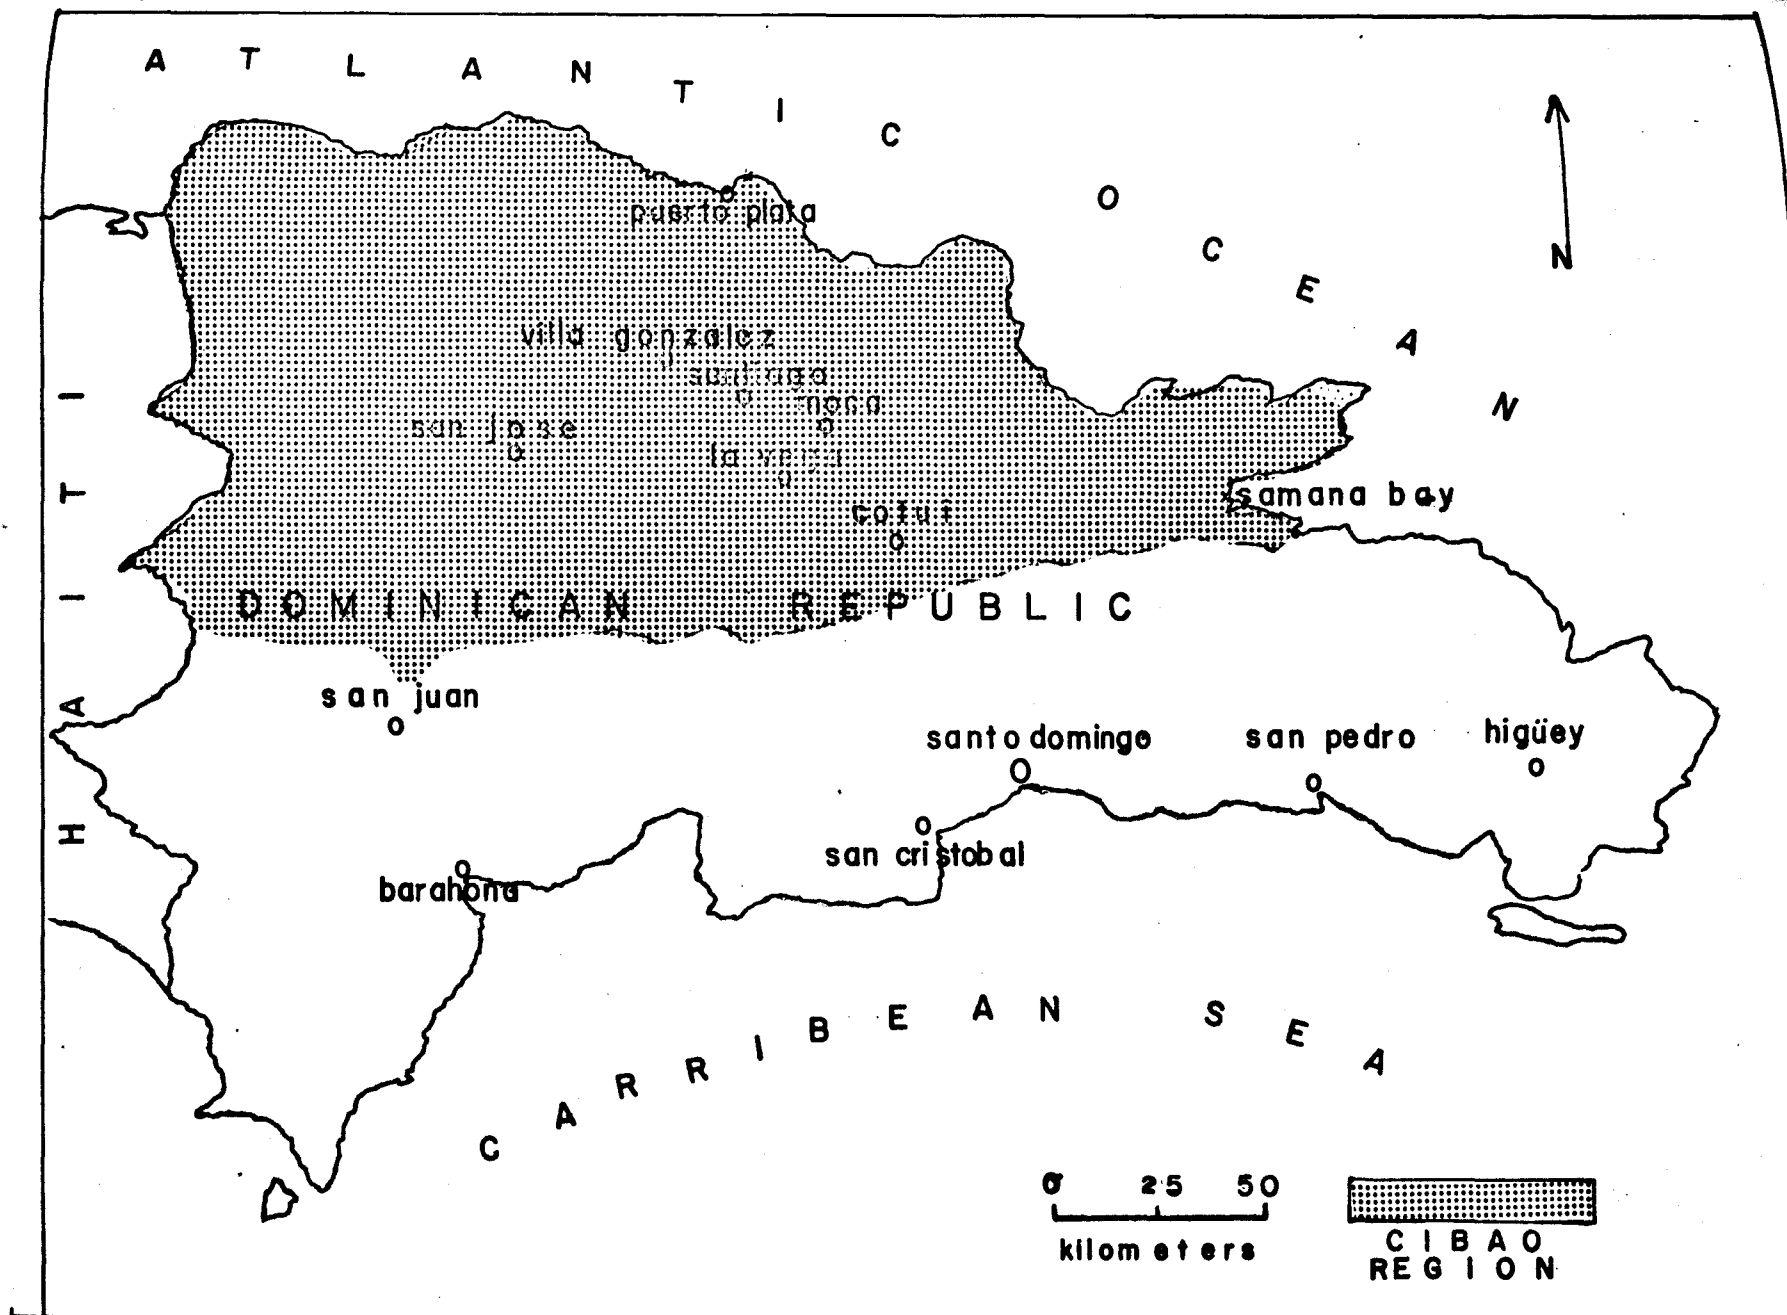 ATLANTIC OCEAN
N
puerto plata
villa gonzalez
santiago
moca
san jose
la vega
cotui
samana bay
HAITI
DOMINICAN REPUBLIC
san juan
santo domingo
san pedro
higüey
san cristobal
barahona
CARRIBEAN SEA
0 25 50
kilometers
CIBAO
REGION